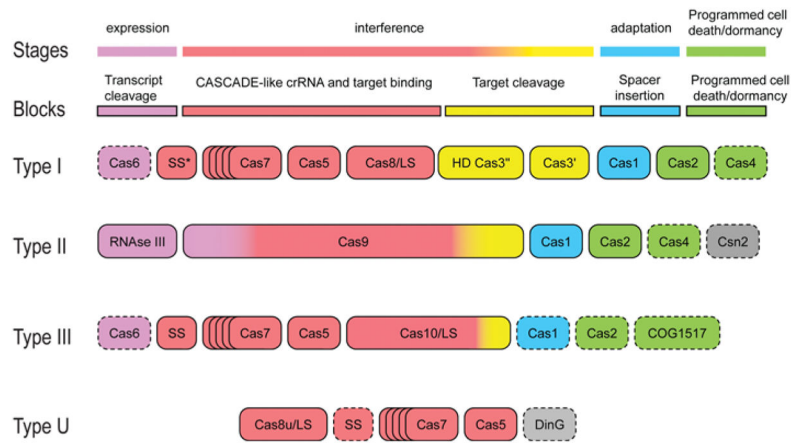 expression interference adaptation Programmed cell
death/dormancy
Stages
Transcript CASCADE-like crRNA and target binding Target cleavage Spacer Programmed cell
cleavage insertion death/dormancy
Blocks
Type I Cas6 SS* Cas7 Cas5 Cas8/LS HD Cas3" Cas3' Cas1 Cas2 Cas4
Type II RNAse III Cas9 Cas1 Cas2 Cas4 Csn2
Type III Cas6 SS Cas7 Cas5 Cas10/LS Cas1 Cas2 COG1517
Type U Cas8u/LS SS Cas7 Cas5 DinG